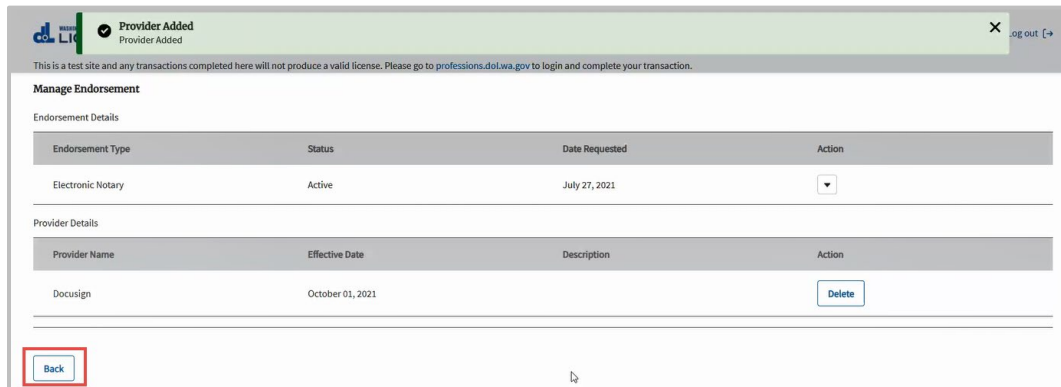 Provider Added
Provider Added
This is a test site and any transactions completed here will not produce a valid license. Please go to professions.dol.wa.gov to login and complete your transaction.
Manage Endorsement
Endorsement Details
Endorsement Type Status Date Requested Action
Electronic Notary Active July 27, 2021
Provider Details
Provider Name Effective Date Description Action
Docusign October 01, 2021 Delete
Back